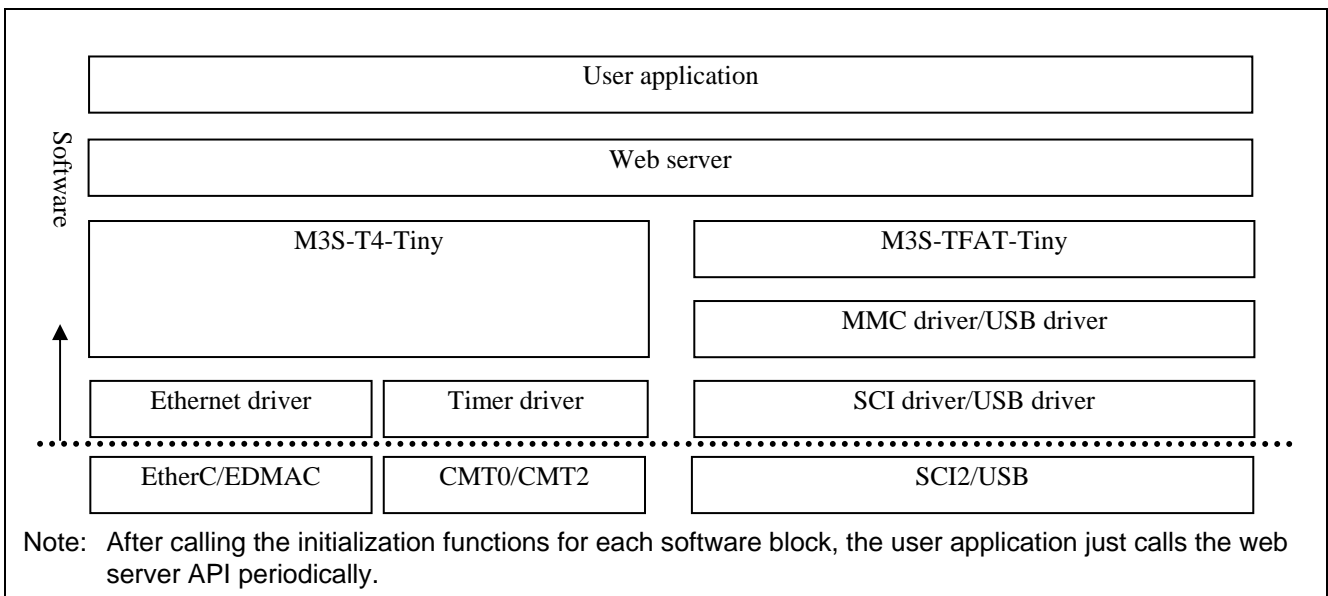 User application
Software
Web server
M3S-T4-Tiny
M3S-TFAT-Tiny
MMC driver/USB driver
Ethernet driver
Timer driver
SCI driver/USB driver
EtherC/EDMAC
CMT0/CMT2
SCI2/USB
Note: After calling the initialization functions for each software block, the user application just calls the web
server API periodically.